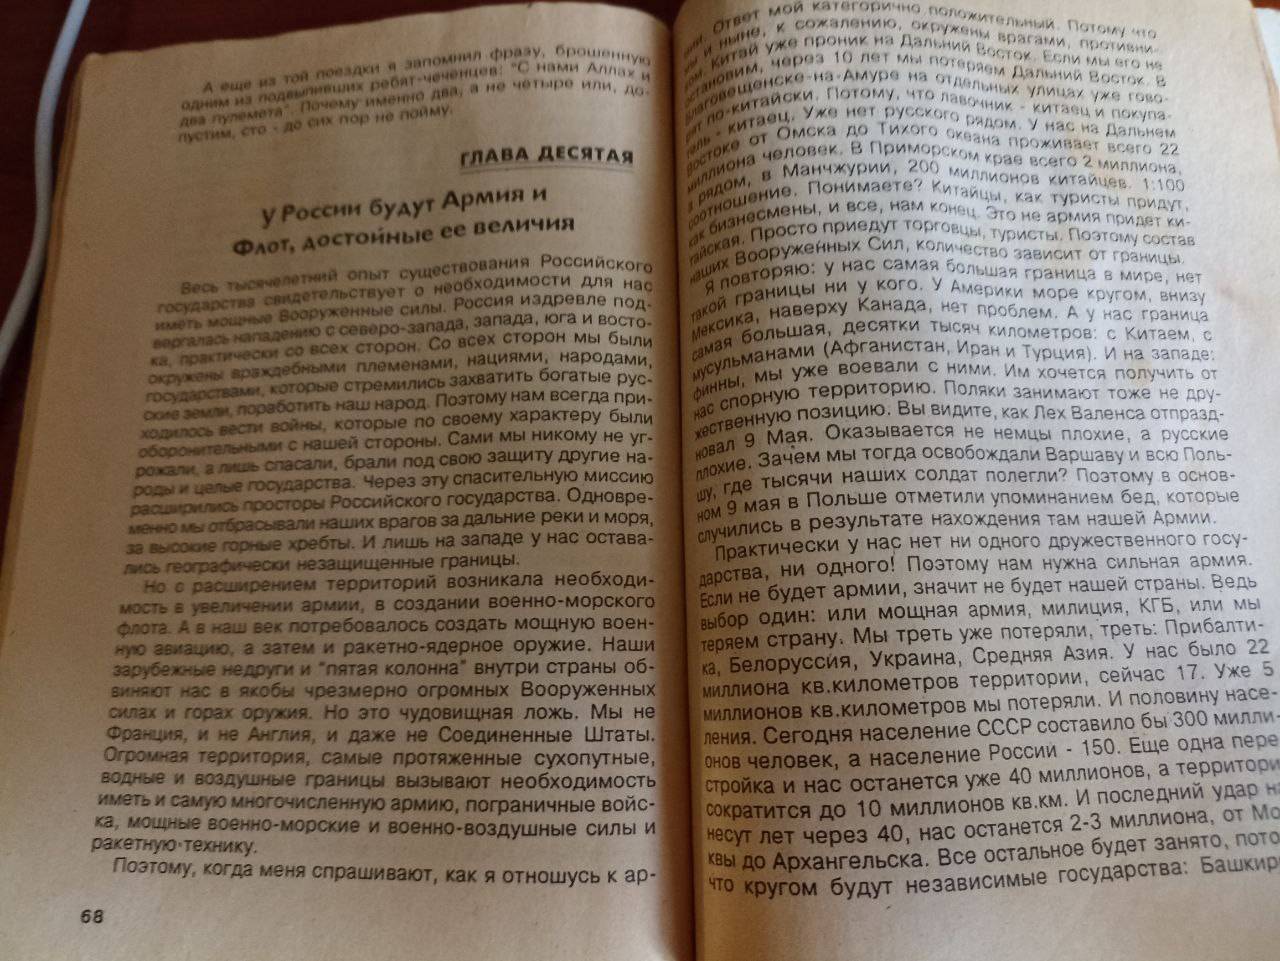 А еще из той поездки я запомнил фразу, брошенную
одним из подвыпивших ребят-чеченцев: "С нами Аллах и
два пулемета". Почему именно два, а не четыре или, до-
пустим, сто - до сих пор не пойму.
ГЛАВА ДЕСЯТАЯ
у России будут Армия и
Флот, достойные ее величия
Весь тысячелетний опыт существования Российского
государства свидетельствует о необходимости для нас
иметь мощные Вооруженные силы. Россия издревле под-
вергалась нападению с северо-запада, запада, юга и восто-
ка, практически со всех сторон. Со всех сторон мы были
окружены враждебными племенами, нациями, народами,
государствами, которые стремились захватить богатые рус-
ские земли, поработить наш народ. Поэтому нам всегда при-
ходилось вести войны, которые по своему характеру были
оборонительными с нашей стороны. Сами мы никому не уг-
рожали, а лишь спасали, брали под свою защиту другие на-
роды и целые государства. Через эту спасительную миссию
расширились просторы Российского государства. Одновре-
менно мы отбрасывали наших врагов за дальние реки и моря,
за высокие горные хребты. И лишь на западе у нас остава-
лись географически незащищенные границы.
Но с расширением территорий возникала необходи-
мость в увеличении армии, в создании военно-морского
флота. А в наш век потребовалось создать мощную воен-
ную авиацию, а затем и ракетно-ядерное оружие. Наши
зарубежные недруги и "пятая колонна" внутри страны об-
виняют нас в якобы чрезмерно огромных Вооруженных
силах и горах оружия. Но это чудовищная ложь. Мы не
Франция, и не Англия, и даже не Соединенные Штаты.
Огромная территория, самые протяженные сухопутные,
водные и воздушные границы вызывают необходимость
иметь и самую многочисленную армию, пограничные войс-
ка, мощные военно-морские и военно-воздушные силы и
ракетную технику.
Поэтому, когда меня спрашивают, как я отношусь к ар-
68
Ответ мой категорично положительный. Потому что
и ныне, к сожалению, окружены врагами, противни-
Китай уже проник на Дальний Восток. Если мы его не
остановим, через 10 лет мы потеряем Дальний Восток. В
Благовещенске-на-Амуре на отдельных улицах уже гово-
рят по-китайски. Потому, что лавочник - китаец и покупа-
тель - китаец. Уже нет русского рядом. У нас на Дальнем
Востоке от Омска до Тихого океана проживает всего 22
миллиона человек. В Приморском крае всего 2 миллиона,
а рядом, в Манчжурии, 200 миллионов китайцев. 1:100
соотношение. Понимаете? Китайцы, как туристы придут,
как бизнесмены, и все, нам конец. Это не армия придет ки-
тайская. Просто приедут торговцы, туристы. Поэтому состав
наших Вооруженных Сил, количество зависит от границы.
Я повторяю: у нас самая большая граница в мире, нет
такой границы ни у кого. У Америки море кругом, внизу
Мексика, наверху Канада, нет проблем. А у нас граница
самая большая, десятки тысяч километров: с Китаем, с
мусульманами (Афганистан, Иран и Турция). И на западе:
финны, мы уже воевали с ними. Им хочется получить от
нас спорную территорию. Поляки занимают тоже не дру-
жественную позицию. Вы видите, как Лех Валенса отпразд-
новал 9 Мая. Оказывается не немцы плохие, а русские
плохие. Зачем мы тогда освобождали Варшаву и всю Поль-
шу, где тысячи наших солдат полегли? Поэтому в основ-
ном 9 мая в Польше отметили упоминанием бед, которые
случились в результате нахождения там нашей Армии.
Практически у нас нет ни одного дружественного госу-
дарства, ни одного! Поэтому нам нужна сильная армия.
Если не будет армии, значит не будет нашей страны. Ведь
выбор один: или мощная армия, милиция, КГБ, или мы
теряем страну. Мы треть уже потеряли, треть: Прибалти-
ка, Белоруссия, Украина, Средняя Азия. У нас было 22
миллиона кв.километров территории, сейчас 17. Уже 5
миллионов кв.километров мы потеряли. И половину насе-
ления. Сегодня население СССР составило бы 300 милли-
онов человек, а население России - 150. Еще одна пере
стройка и нас останется уже 40 миллионов, а территори
сократится до 10 миллионов кв.км. И последний удар на
несут лет через 40, нас останется 2-3 миллиона, от Мо
квы до Архангельска. Все остальное будет занято, пото
что кругом будут независимые государства: Башкири